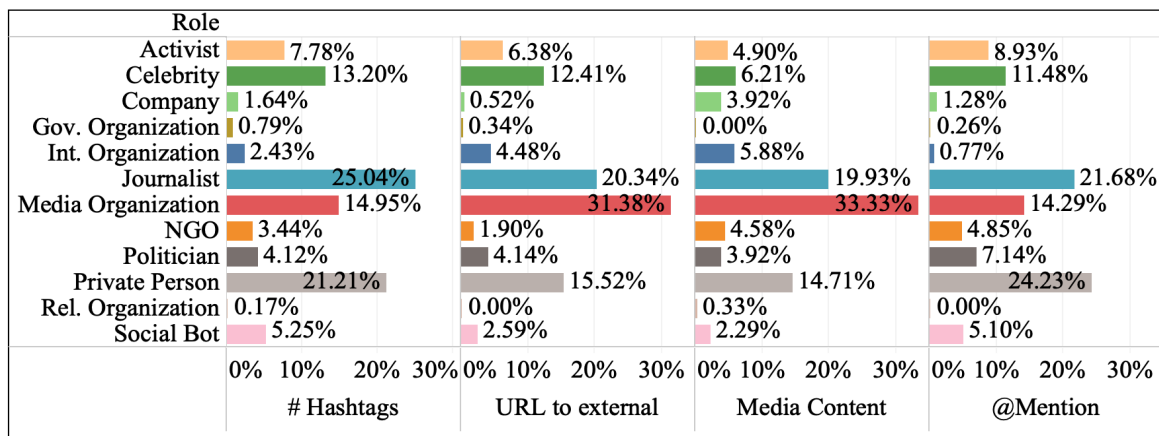 Role
Activist 7.78% 6.38% 4.90% 8.93%
Celebrity 13.20% 12.41% 6.21% 11.48%
Company 1.64% 0.52% 3.92% 1.28%
Gov. Organization 0.79% 0.34% 0.00% 0.26%
Int. Organization 2.43% 4.48% 5.88% 0.77%
Journalist 25.04% 20.34% 19.93% 21.68%
Media Organization 14.95% 31.38% 33.33% 14.29%
NGO 3.44% 1.90% 4.58% 4.85%
Politician 4.12% 4.14% 3.92% 7.14%
Private Person 21.21% 15.52% 14.71% 24.23%
Rel. Organization 0.17% 0.00% 0.33% 0.00%
Social Bot 5.25% 2.59% 2.29% 5.10%
0% 10% 20% 30% 0% 10% 20% 30% 0% 10% 20% 30% 0% 10% 20% 30%
# Hashtags URL to external Media Content @Mention